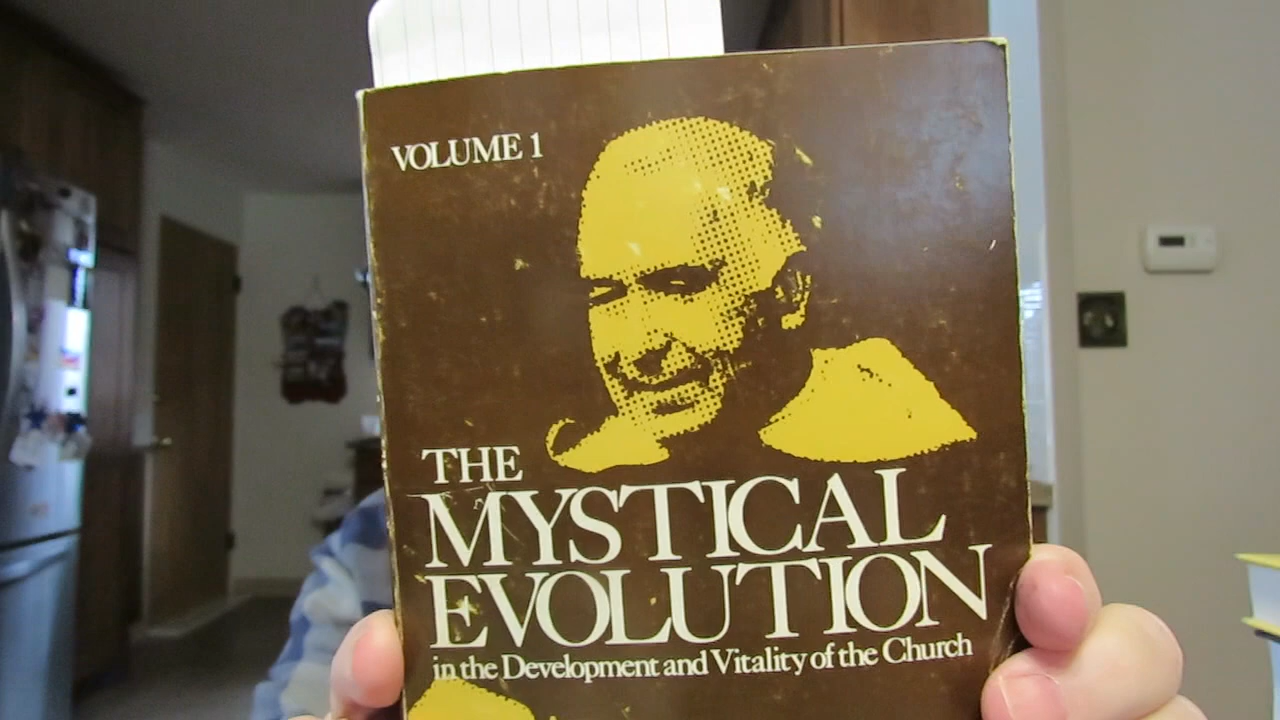 VOLUME 1
THE
MYSTICAL
EVOLUTION
in the Development and Vitality of the Church